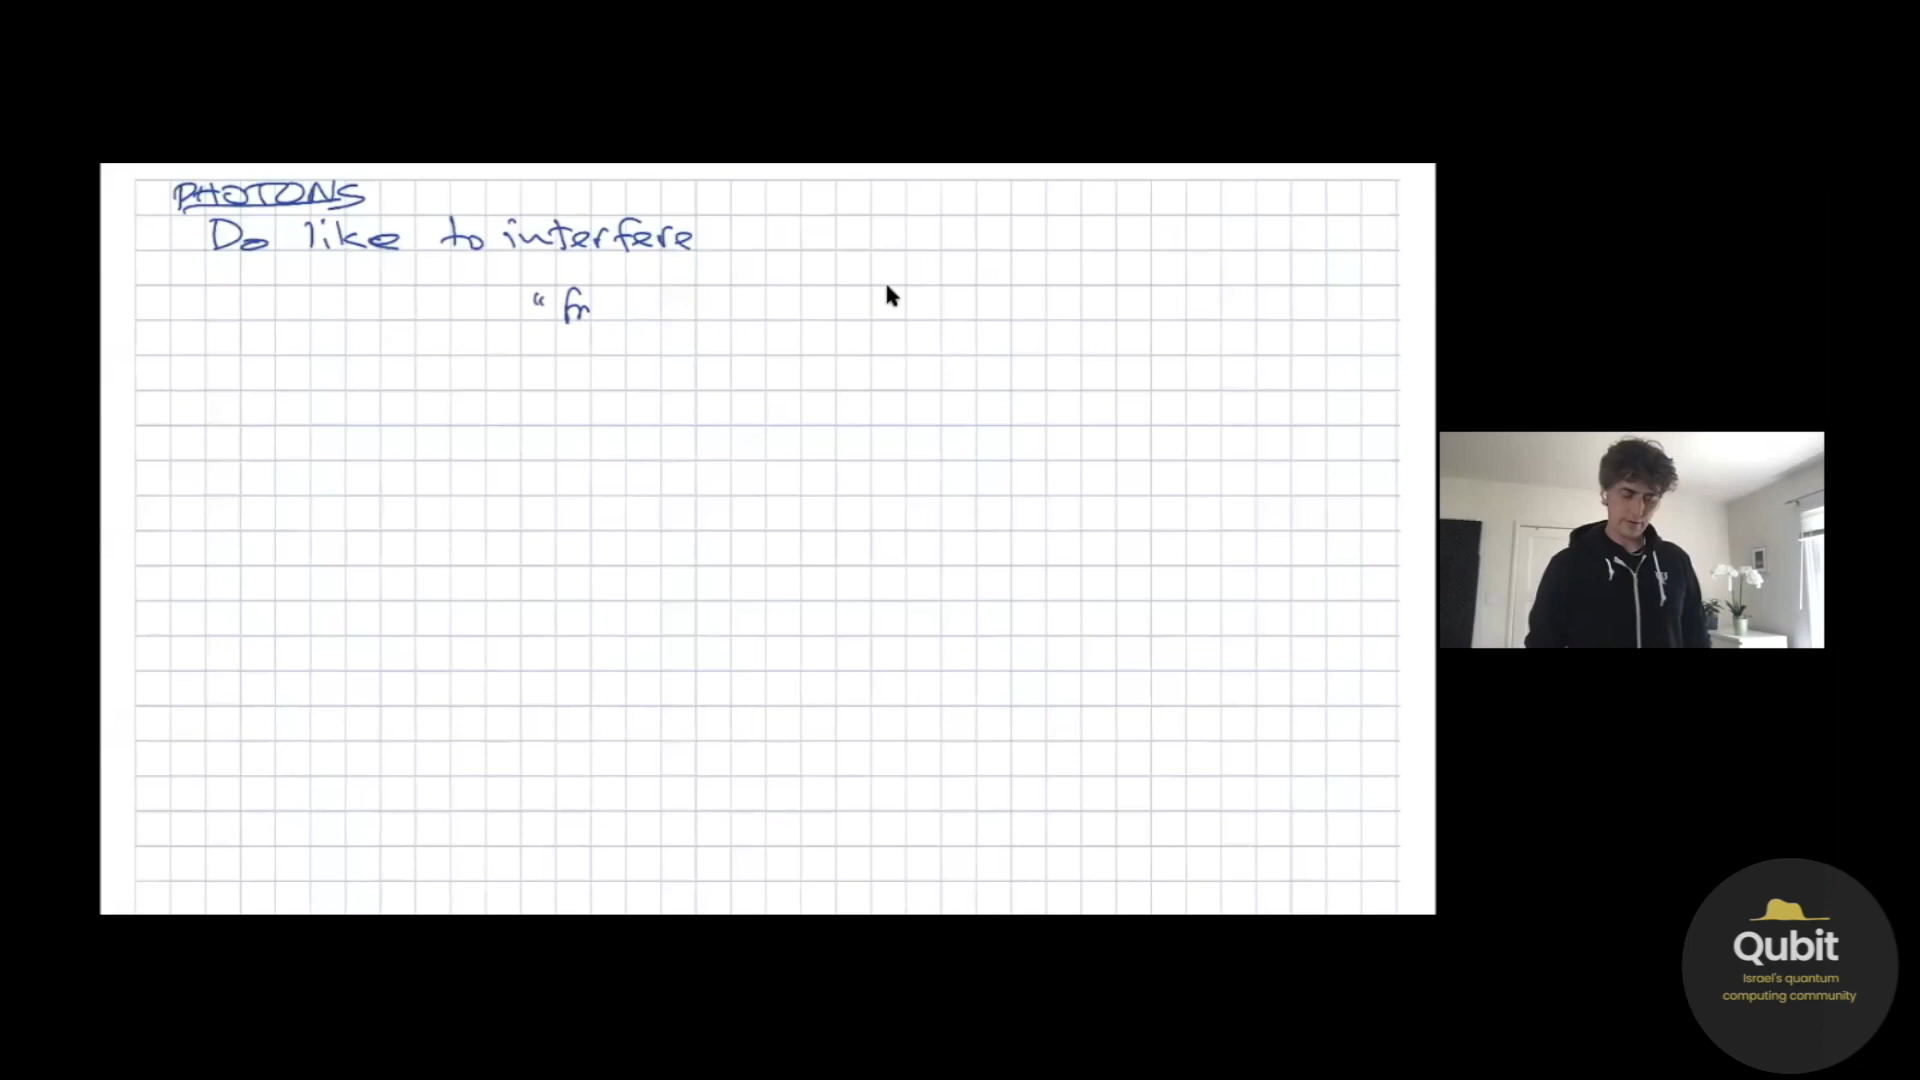 PHOTONS
Do like to interfere
"fr
Qubit
Israel's quantum
computing community